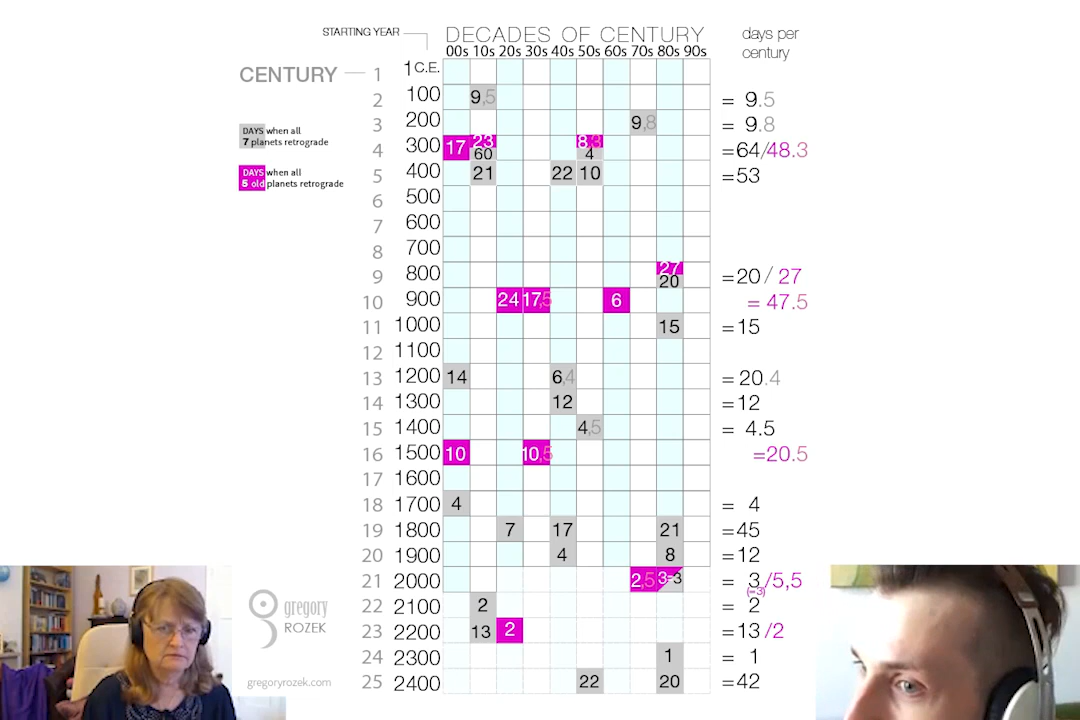 STARTING YEAR DECADES OF CENTURY days per century
00s 10s 20s 30s 40s 50s 60s 70s 80s 90s
CENTURY 1 1 C.E.
2 100 9,5 = 9.5
3 200 9,8 = 9.8
DAYS when all
7 planets retrograde
4 300 17 23 60 8,3 4 =64/48.3
5 400 21 22 10 =53
DAYS when all
5 old planets retrograde
6 500
7 600
8 700
9 800 27 20 =20 / 27
10 900 24 17,5 6 = 47.5
11 1000 15 =15
12 1100
13 1200 14 6,4 = 20.4
14 1300 12 =12
15 1400 4,5 = 4.5
16 1500 10 10,5 =20.5
17 1600
18 1700 4 = 4
19 1800 7 17 21 =45
20 1900 4 8 =12
21 2000 2,5 3=3 = 3/5,5
(=3)
22 2100 2 = 2
23 2200 13 2 =13 /2
24 2300 1 = 1
25 2400 22 20 =42
gregory
ROZEK
gregoryrozek.com